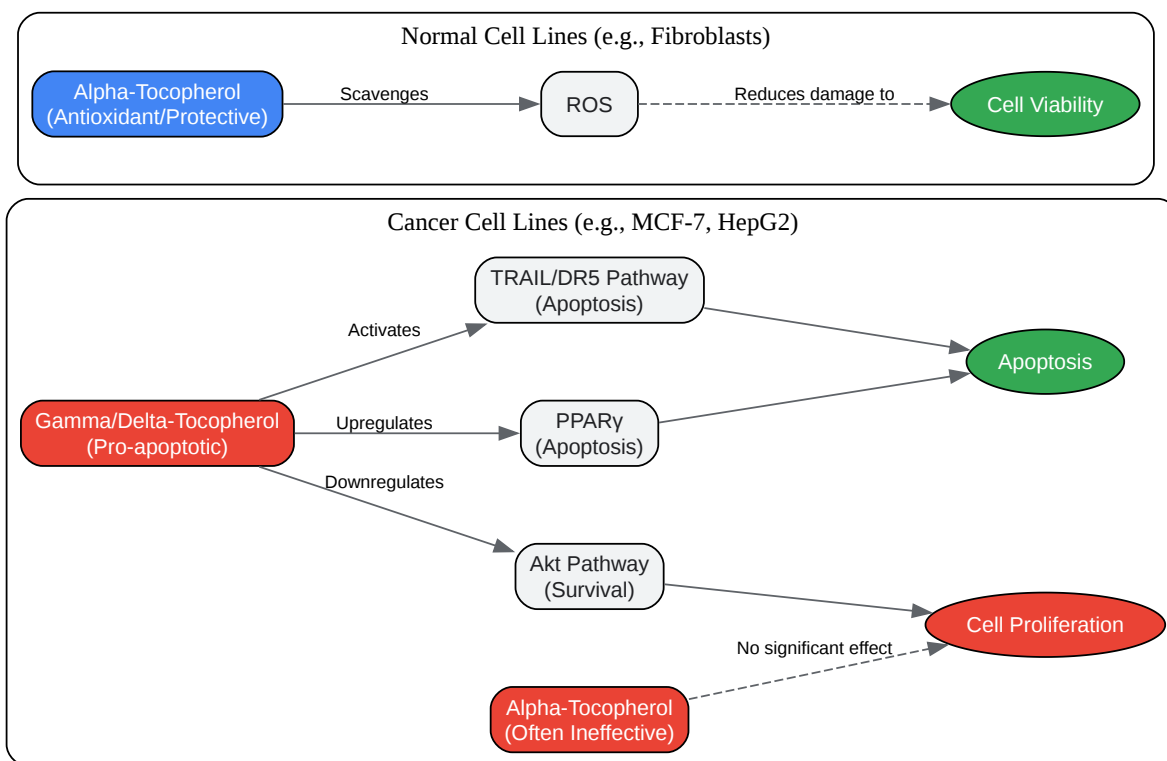 Normal Cell Lines (e.g., Fibroblasts)
Alpha-Tocopherol
(Antioxidant/Protective)
Scavenges
ROS
Reduces damage to
Cell Viability
Cancer Cell Lines (e.g., MCF-7, HepG2)
TRAIL/DR5 Pathway
(Apoptosis)
Activates
Apoptosis
Gamma/Delta-Tocopherol
(Pro-apoptotic)
Upregulates
PPARγ
(Apoptosis)
Downregulates
Akt Pathway
(Survival)
Cell Proliferation
No significant effect
Alpha-Tocopherol
(Often Ineffective)